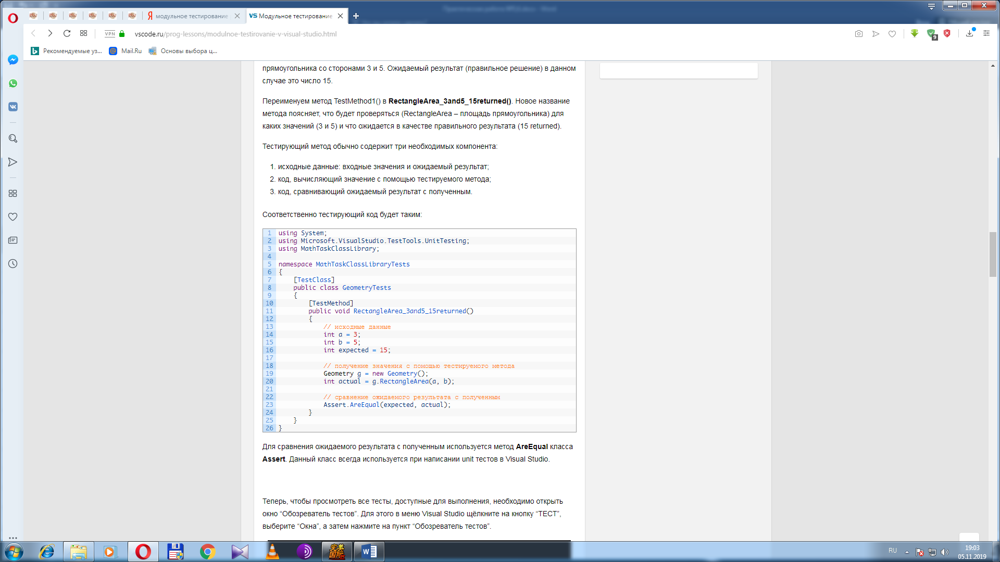 модульное тестирование
VS Модульное тестирование
VPN
vscode.ru/prog-lessons/modulnoe-testirovanie-v-visual-studio.html
9
Рекомендуемые уз...
Mail.Ru
Основы выбора ц...
прямоугольника со сторонами 3 и 5. Ожидаемый результат (правильное решение) в данном
случае это число 15.
Переименуем метод TestMethod1() в RectangleArea_3and5_15returned(). Новое название
метода поясняет, что будет проверяться (RectangleArea – площадь прямоугольника) для
каких значений (3 и 5) и что ожидается в качестве правильного результата (15 returned).
Тестирующий метод обычно содержит три необходимых компонента:
1. исходные данные: входные значения и ожидаемый результат;
2. код, вычисляющий значение с помощью тестируемого метода;
3. код, сравнивающий ожидаемый результат с полученным.
Соответственно тестирующий код будет таким:
1 using System;
2 using Microsoft.VisualStudio.TestTools.UnitTesting;
3 using MathTaskClassLibrary;
4
5 namespace MathTaskClassLibraryTests
6 {
7 [TestClass]
8 public class GeometryTests
9 {
10 [TestMethod]
11 public void RectangleArea_3and5_15returned()
12 {
13 // исходные данные
14 int a = 3;
15 int b = 5;
16 int expected = 15;
17
18 // получение значения с помощью тестируемого метода
19 Geometry g = new Geometry();
20 int actual = g.RectangleArea(a, b);
21
22 // сравнение ожидаемого результата с полученным
23 Assert.AreEqual(expected, actual);
24 }
25 }
26 }
Для сравнения ожидаемого результата с полученным используется метод AreEqual класса
Assert. Данный класс всегда используется при написании unit тестов в Visual Studio.
Теперь, чтобы просмотреть все тесты, доступные для выполнения, необходимо открыть
окно “Обозреватель тестов”. Для этого в меню Visual Studio щёлкните на кнопку “ТЕСТ”,
выберите “Окна”, а затем нажмите на пункт “Обозреватель тестов”.
RU
19:03
05.11.2019